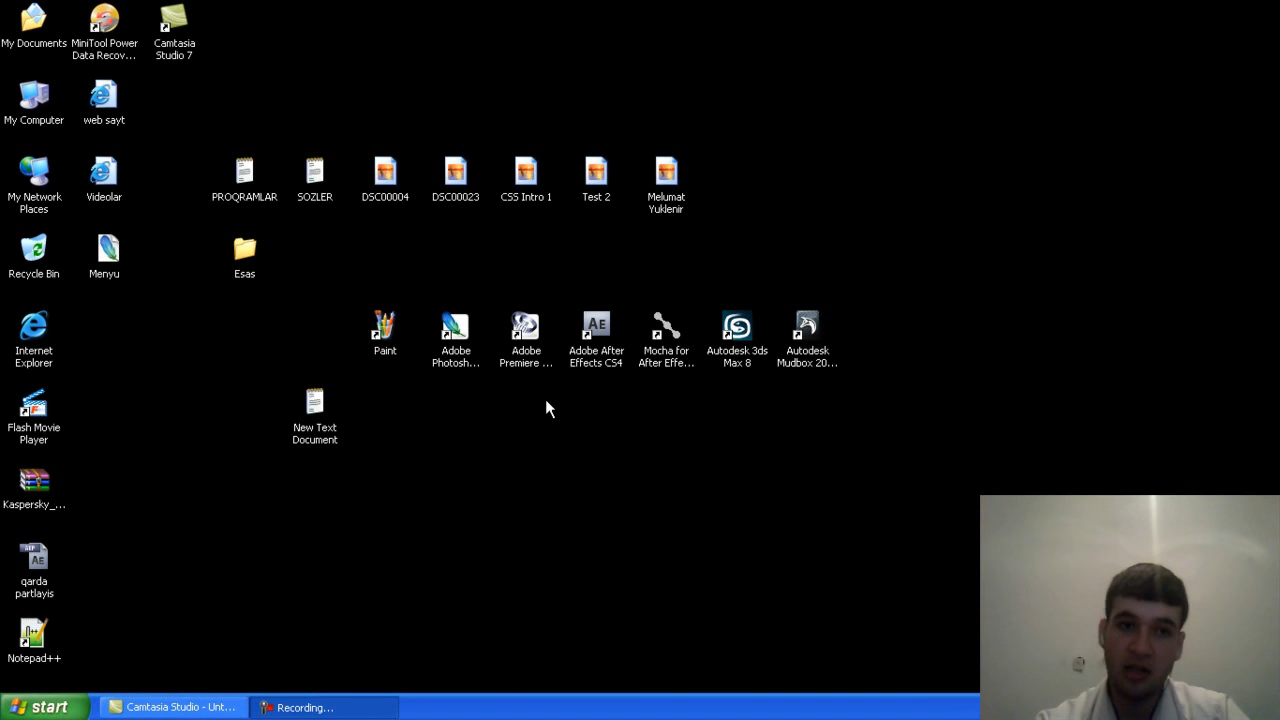 My Documents
MiniTool Power
Data Recov...
Camtasia
Studio 7
My Computer
web sayt
My Network
Places
Videolar
PROQRAMLAR
SOZLER
DSC00004
DSC00023
CSS Intro 1
Test 2
Melumat
Yuklenir
Recycle Bin
Menyu
Esas
Internet
Explorer
Paint
Adobe
Photosh...
Adobe
Premiere ...
AE
Adobe After
Effects CS4
Mocha for
After Effe...
Autodesk 3ds
Max 8
Autodesk
Mudbox 20...
Flash Movie
Player
New Text
Document
Kaspersky_...
AEP
AE
qarda
partlayis
Notepad++
start
Camtasia Studio - Unt...
Recording...